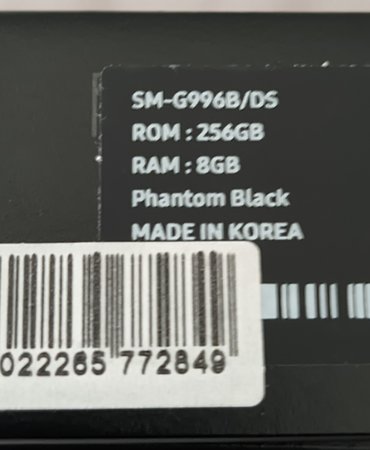 SM-G996B/DS
ROM : 256GB
RAM : 8GB
Phantom Black
MADE IN KOREA
022265 772849